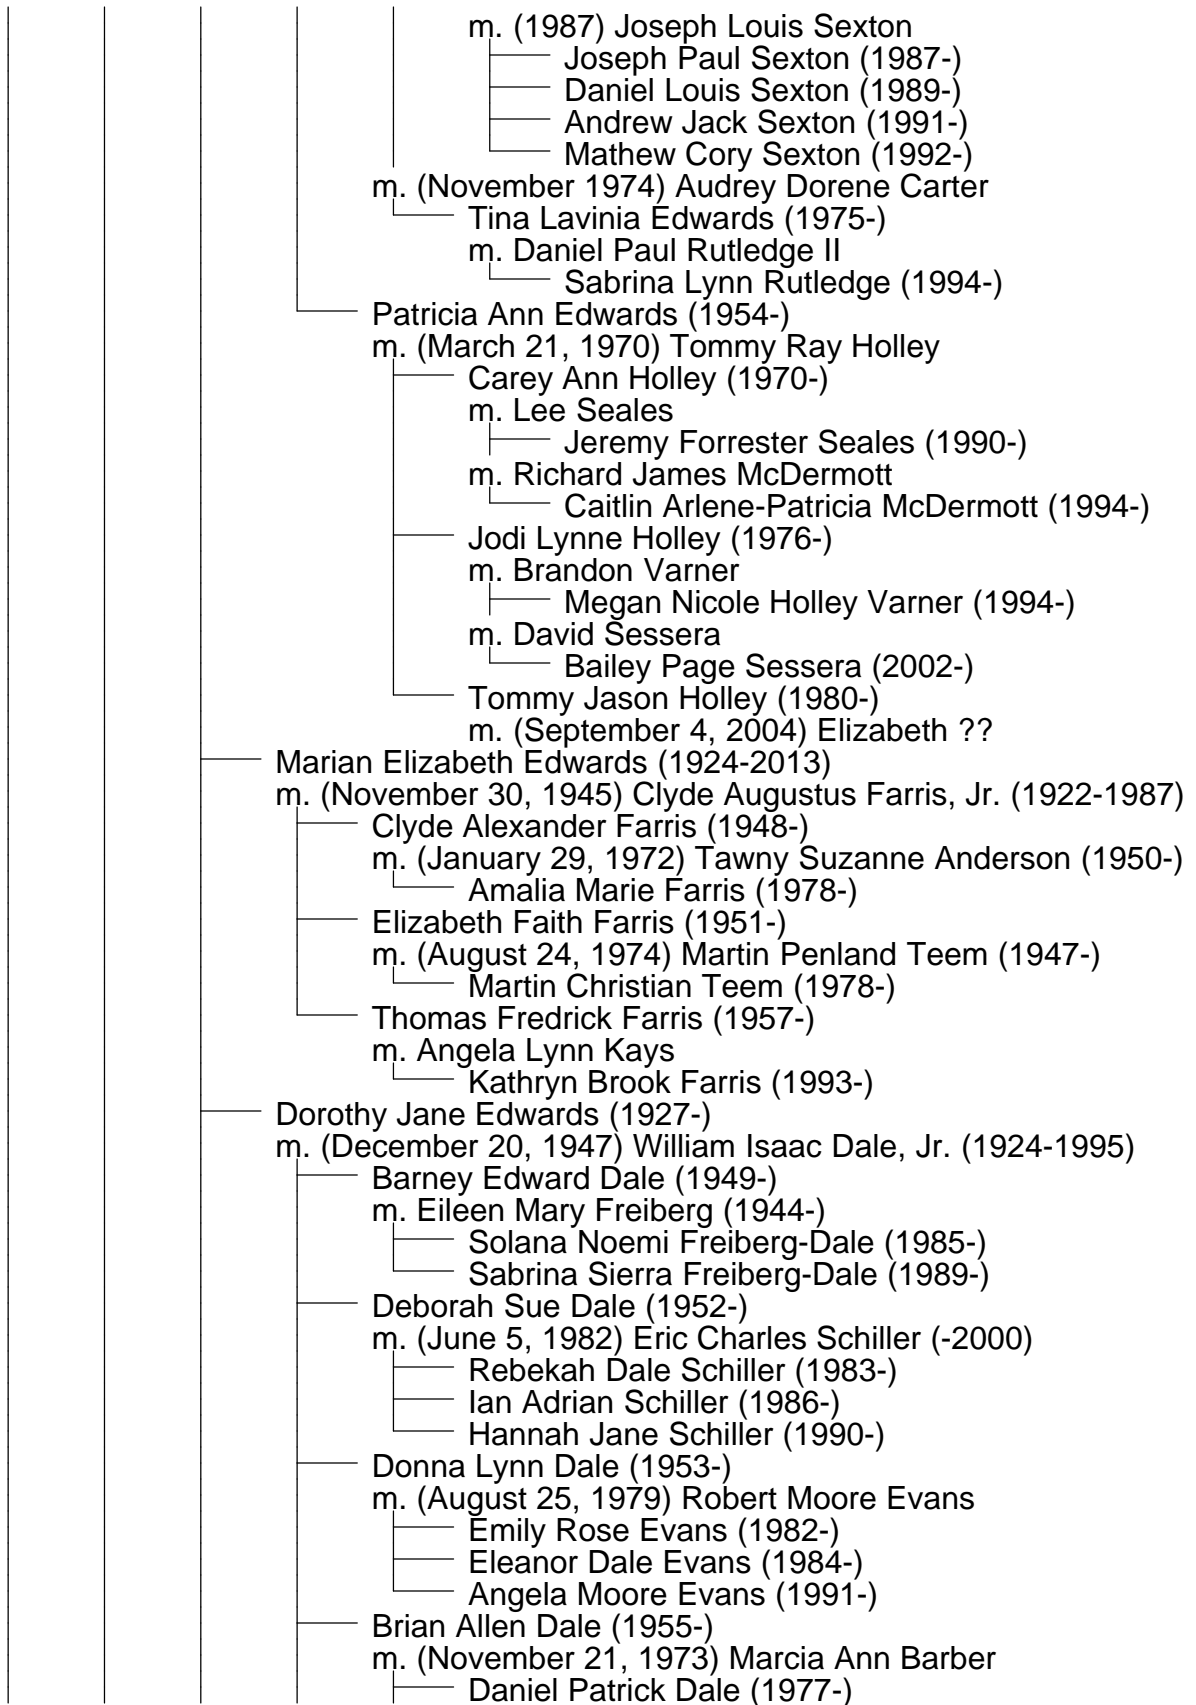 m. (1987) Joseph Louis Sexton
Joseph Paul Sexton (1987-)
Daniel Louis Sexton (1989-)
Andrew Jack Sexton (1991-)
Mathew Cory Sexton (1992-)
m. (November 1974) Audrey Dorene Carter
Tina Lavinia Edwards (1975-)
m. Daniel Paul Rutledge II
Sabrina Lynn Rutledge (1994-)
Patricia Ann Edwards (1954-)
m. (March 21, 1970) Tommy Ray Holley
Carey Ann Holley (1970-)
m. Lee Seales
Jeremy Forrester Seales (1990-)
m. Richard James McDermott
Caitlin Arlene-Patricia McDermott (1994-)
Jodi Lynne Holley (1976-)
m. Brandon Varner
Megan Nicole Holley Varner (1994-)
m. David Sessera
Bailey Page Sessera (2002-)
Tommy Jason Holley (1980-)
m. (September 4, 2004) Elizabeth ??
Marian Elizabeth Edwards (1924-2013)
m. (November 30, 1945) Clyde Augustus Farris, Jr. (1922-1987)
Clyde Alexander Farris (1948-)
m. (January 29, 1972) Tawny Suzanne Anderson (1950-)
Amalia Marie Farris (1978-)
Elizabeth Faith Farris (1951-)
m. (August 24, 1974) Martin Penland Teem (1947-)
Martin Christian Teem (1978-)
Thomas Fredrick Farris (1957-)
m. Angela Lynn Kays
Kathryn Brook Farris (1993-)
Dorothy Jane Edwards (1927-)
m. (December 20, 1947) William Isaac Dale, Jr. (1924-1995)
Barney Edward Dale (1949-)
m. Eileen Mary Freiberg (1944-)
Solana Noemi Freiberg-Dale (1985-)
Sabrina Sierra Freiberg-Dale (1989-)
Deborah Sue Dale (1952-)
m. (June 5, 1982) Eric Charles Schiller (-2000)
Rebekah Dale Schiller (1983-)
Ian Adrian Schiller (1986-)
Hannah Jane Schiller (1990-)
Donna Lynn Dale (1953-)
m. (August 25, 1979) Robert Moore Evans
Emily Rose Evans (1982-)
Eleanor Dale Evans (1984-)
Angela Moore Evans (1991-)
Brian Allen Dale (1955-)
m. (November 21, 1973) Marcia Ann Barber
Daniel Patrick Dale (1977-)